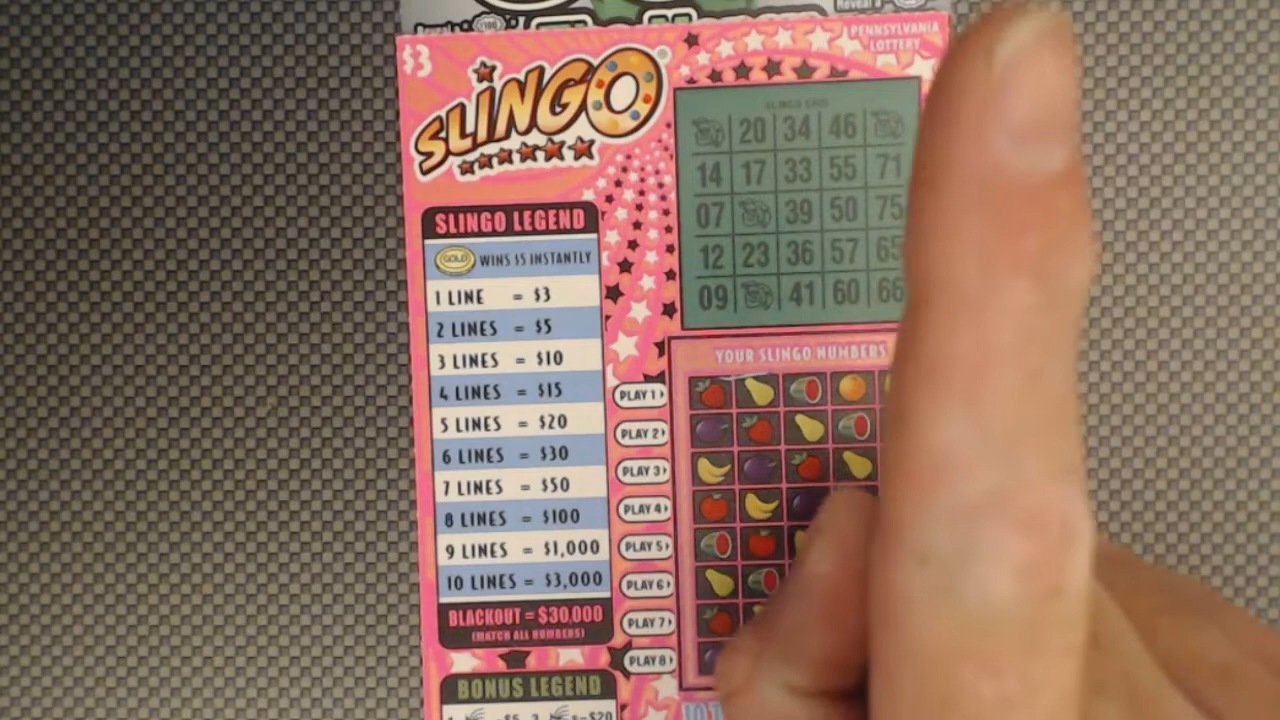 $3
PENNSYLVANIA
LOTTERY
SLINGO®
SLINGO LEGEND
GOLD WINS $5 INSTANTLY
1 LINE = $3
2 LINES = $5
3 LINES = $10
4 LINES = $15
5 LINES = $20
6 LINES = $30
7 LINES = $50
8 LINES = $100
9 LINES = $1,000
10 LINES = $3,000
BLACKOUT = $30,000
(MATCH ALL NUMBERS)
BONUS LEGEND
20 34 46
14 17 33 55 71
07 39 50 75
12 23 36 57 65
09 41 60 66
YOUR SLINGO NUMBERS
PLAY 1
PLAY 2
PLAY 3
PLAY 4
PLAY 5
PLAY 6
PLAY 7
PLAY 8